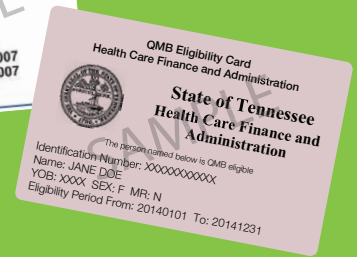 007
007
QMB Eligibility Card
Health Care Finance and Administration
State of Tennessee
Health Care Finance and
Administration
The person named below is QMB eligible
Identification Number: XXXXXXXXXXX
Name: JANE DOE
YOB: XXXX SEX: F MR: N
Eligibility Period From: 20140101 To: 20141231
SAMPLE